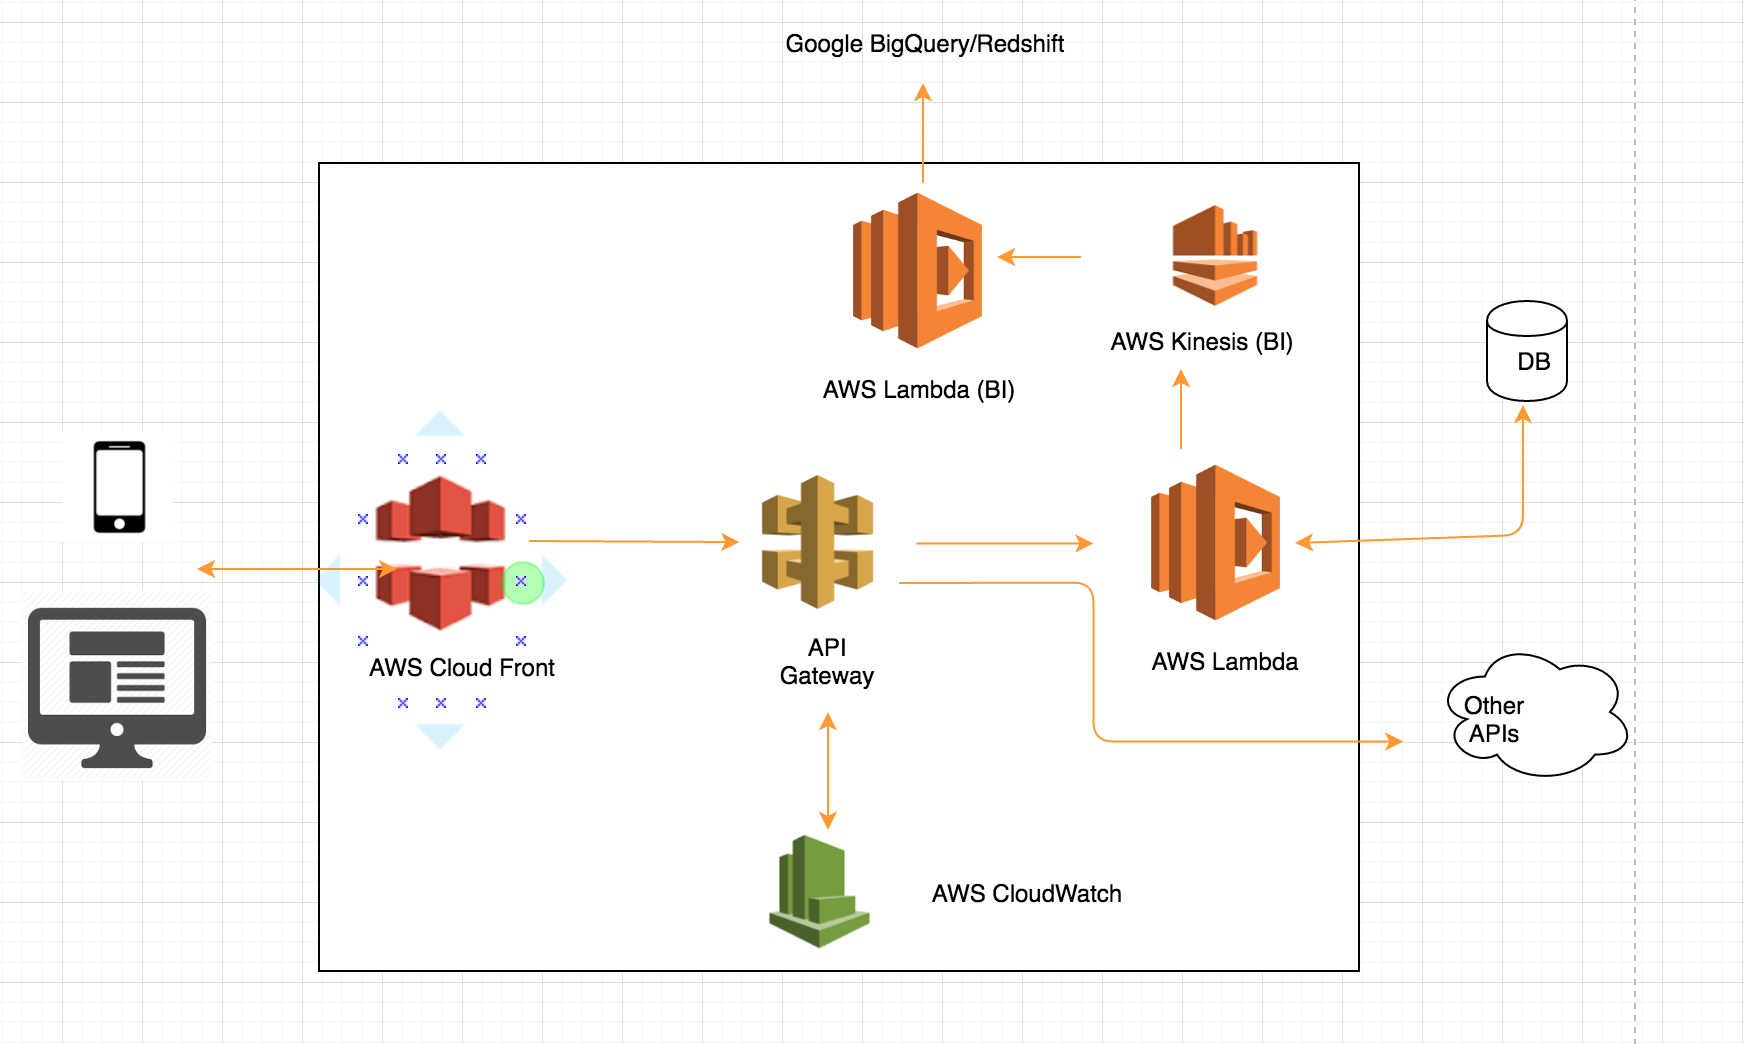 Google BigQuery/Redshift
AWS Kinesis (BI)
AWS Lambda (BI)
DB
AWS Cloud Front
API
Gateway
AWS Lambda
Other
APIs
AWS CloudWatch